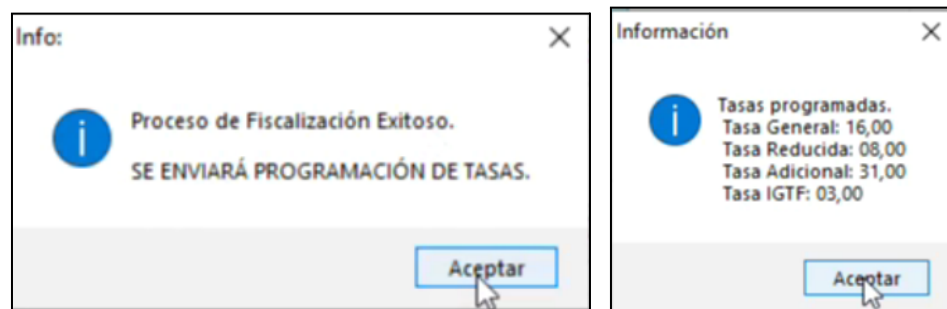 Info:
Proceso de Fiscalización Exitoso.
SE ENVIARÁ PROGRAMACIÓN DE TASAS.
Aceptar
Información
Tasas programadas.
Tasa General: 16,00
Tasa Reducida: 08,00
Tasa Adicional: 31,00
Tasa IGTF: 03,00
Aceptar